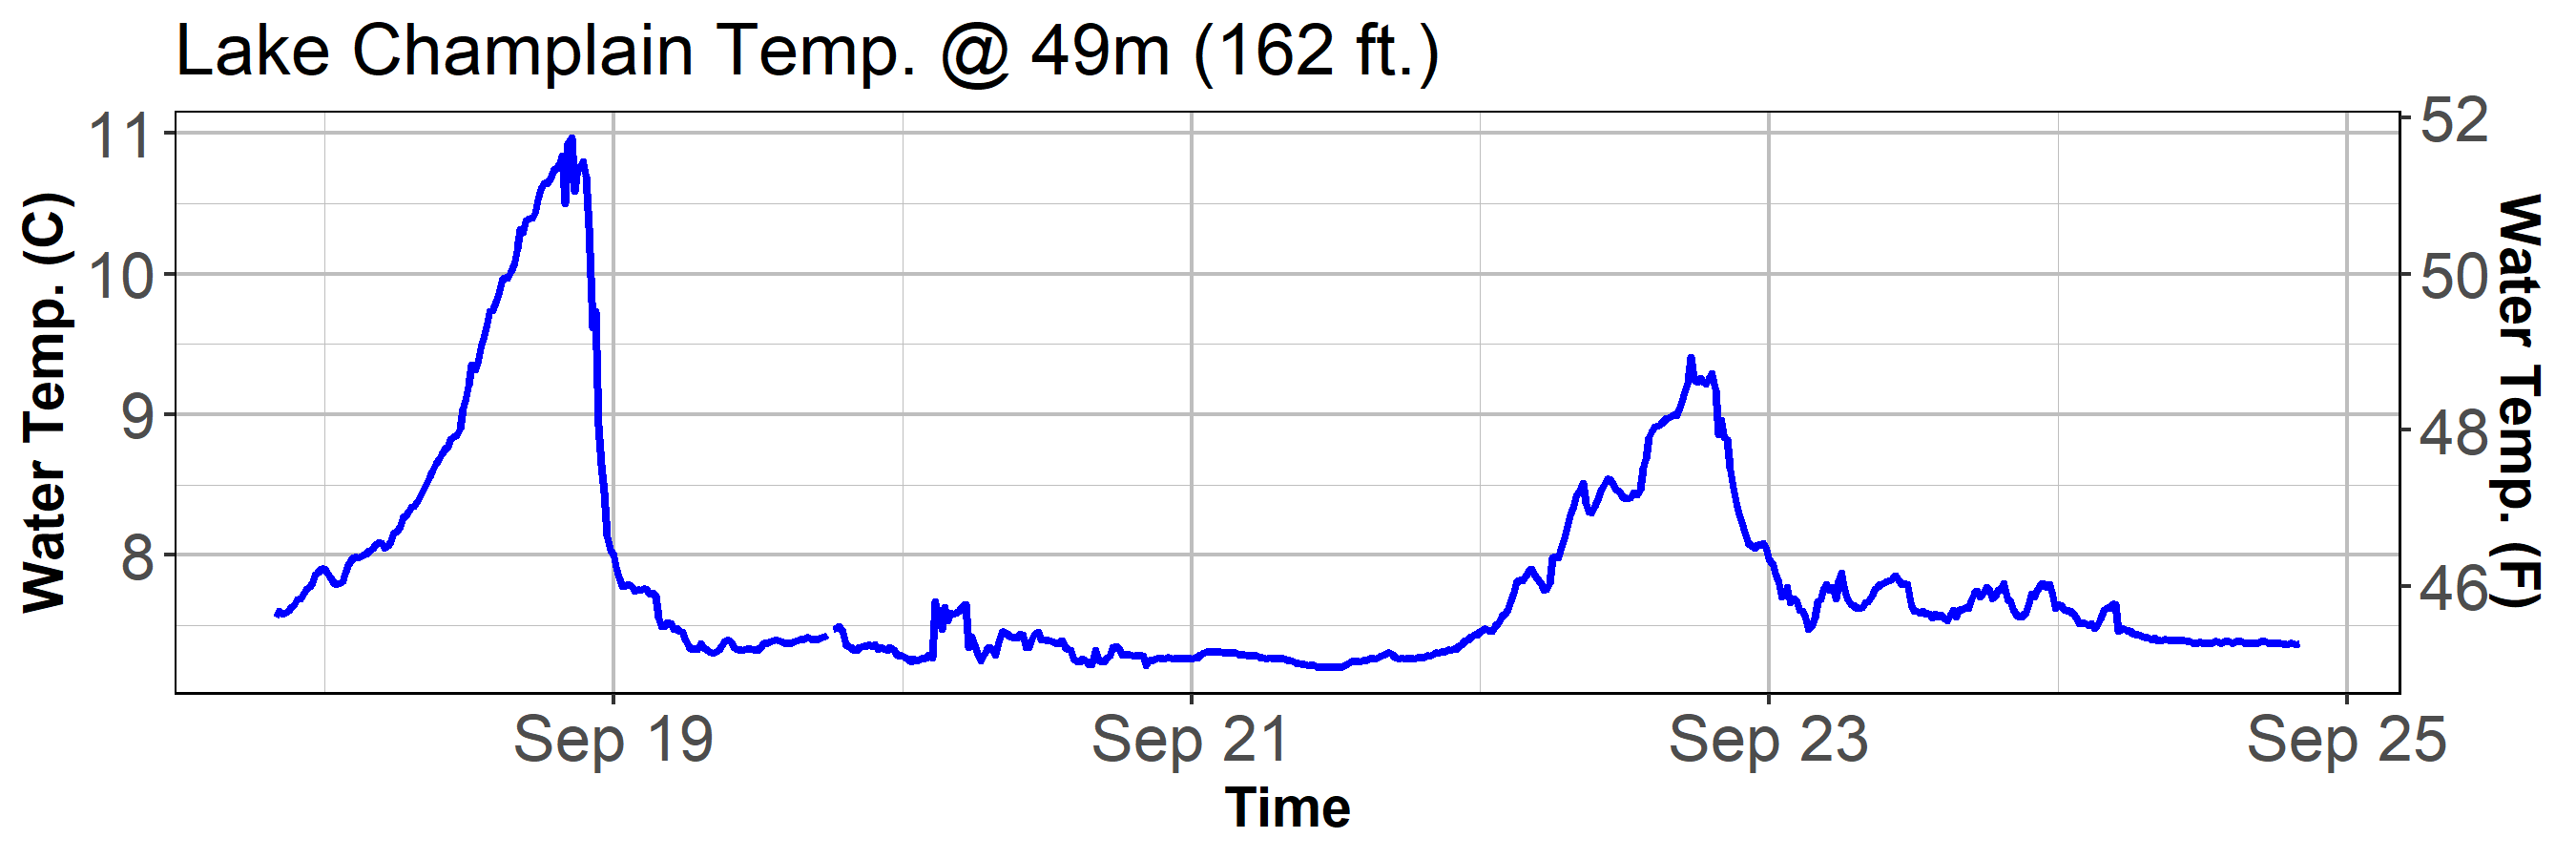 Lake Champlain Temp. @ 49m (162 ft.)
Water Temp. (C)
11
10
9
8
52
50
48
46
Water Temp. (F)
Sep 19
Sep 21
Sep 23
Sep 25
Time